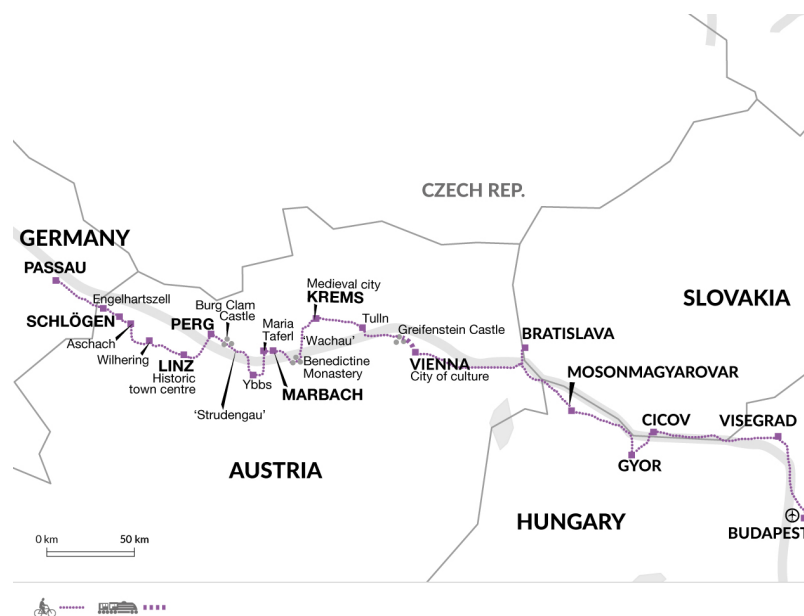 CZECH REP.
GERMANY
PASSAU
Engelhartszell
SCHLÖGEN
Aschach
Wilhering
LINZ
Historic
town centre
PERG
Burg Clam
Castle
‘Strudengau’
Ybbs
Maria
Taferl
MARBACH
Medieval city
KREMS
‘Wachau’
Benedictine
Monastery
Tulln
Greifenstein Castle
VIENNA
City of culture
AUSTRIA
SLOVAKIA
BRATISLAVA
MOSONMAGYAROVAR
CICOV
VISEGRAD
GYOR
HUNGARY
BUDAPEST
0 km
50 km